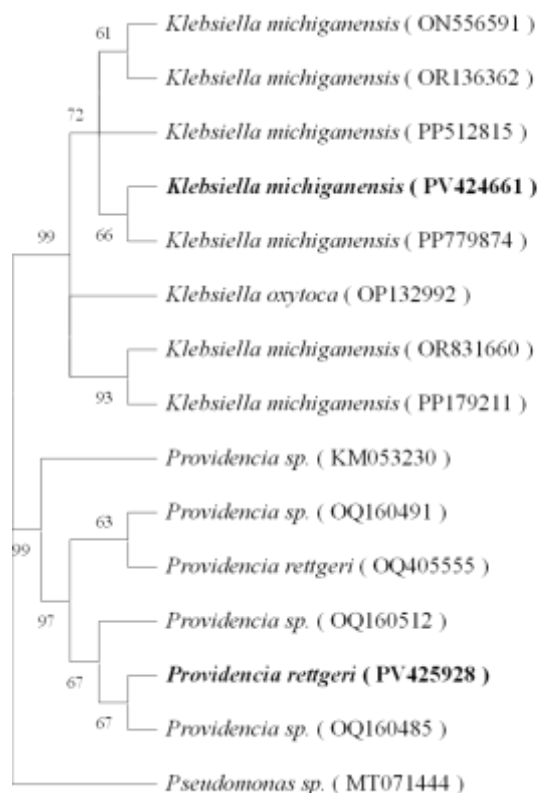 61
Klebsiella michiganensis ( ON556591 )
Klebsiella michiganensis ( OR136362 )
72
Klebsiella michiganensis ( PP512815 )
Klebsiella michiganensis ( PV424661 )
99
66
Klebsiella michiganensis ( PP779874 )
Klebsiella oxytoca ( OP132992 )
Klebsiella michiganensis ( OR831660 )
93
Klebsiella michiganensis ( PP179211 )
Providencia sp. ( KM053230 )
Providencia sp. ( OQ160491 )
63
99
Providencia rettgeri ( OQ405555 )
97
Providencia sp. ( OQ160512 )
67
Providencia rettgeri ( PV425928 )
67
Providencia sp. ( OQ160485 )
Pseudomonas sp. ( MT071444 )